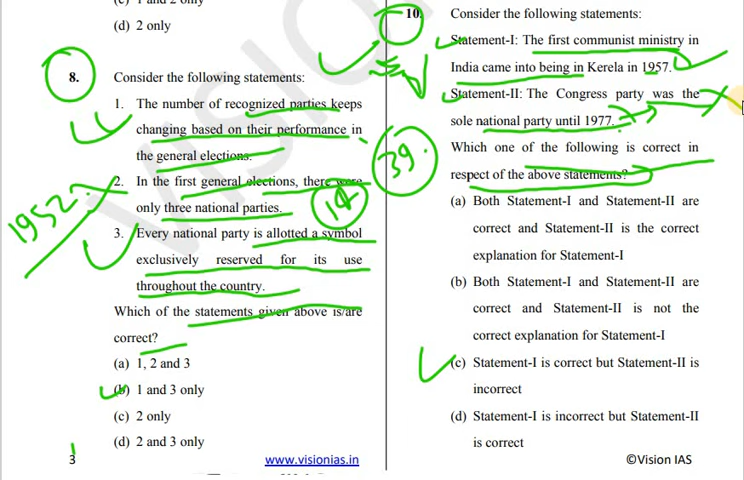 (c) 1 and 2 only
(d) 2 only
8. Consider the following statements:
1. The number of recognized parties keeps
changing based on their performance in
the general elections.
2. In the first general elections, there were
only three national parties.
3. Every national party is allotted a symbol
exclusively reserved for its use
throughout the country.
Which of the statements given above is/are
correct?
(a) 1, 2 and 3
(b) 1 and 3 only
(c) 2 only
(d) 2 and 3 only
1952
14
3
www.visionias.in
10. Consider the following statements:
Statement-I: The first communist ministry in
India came into being in Kerela in 1957.
Statement-II: The Congress party was the
sole national party until 1977.
39.
Which one of the following is correct in
respect of the above statements?
(a) Both Statement-I and Statement-II are
correct and Statement-II is the correct
explanation for Statement-I
(b) Both Statement-I and Statement-II are
correct and Statement-II is not the
correct explanation for Statement-I
(c) Statement-I is correct but Statement-II is
incorrect
(d) Statement-I is incorrect but Statement-II
is correct
©Vision IAS